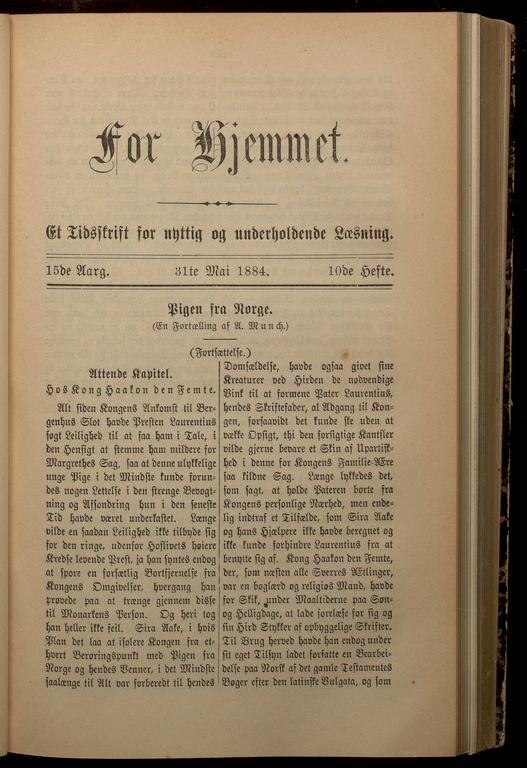 For Hjemmet.
Et Tidsskrift for nyttig og underholdende Læsning.
15de Aarg. 31te Mai 1884. 10de Hefte.
Pigen fra Norge.
(En Fortælling af A. Munch.)
(Fortsættelse.)
Attende Kapitel.
Hos Kong Haakon den Femte.
Alt siden Kongens Ankomst til Ber-
genhus Slot havde Presten Laurentius
søgt Leilighed til at faa ham i Tale, i
den Hensigt at stemme ham mildere for
Margrethes Sag, saa at denne ulykkelige
unge Pige i det Mindste kunde forun-
des nogen Lettelse i den strenge Bevogt-
ning og Afsondring hun i den seneste
Tid havde været underkastet. Længe
vilde en saadan Leilighed ikke tilbyde sig
for den ringe, udenfor Hoflivets høiere
Kredse levende Prest, ja han syntes endog
at spore en forsætlig Bortfjernelse fra
Kongens Omgivelser, hvergang han
prøvede paa at trænge gjennem disse
til Monarkens Person. Og heri tog
han heller ikke feil. Sira Aake, i hvis
Plan det laa at isolere Kongen fra et-
hvert Berøringspunkt med Pigen fra
Norge og hendes Venner, i det Mindste
saalænge til Alt var forberedt til hendes
Domfældelse, havde ogsaa givet sine
Kreaturer ved Hirden de nødvendige
Vink til at formene Pater Laurentius,
hendes Skriftefader, al Adgang til Kon-
gen, forsaavidt det kunde ske uden at
vække Opsigt, thi den forsigtige Kantsler
vilde gjerne bevare et Skin af Upartisk-
hed i denne for Kongens Familie-Ære
saa kildne Sag. Længe lykkedes det,
som sagt, at holde Pateren borte fra
Kongens personlige Nærhed, men ende-
lig indtraf et Tilfælde, som Sira Aake
og hans Hjælpere ikke havde beregnet og
ikke kunde forhindre Laurentius fra at
benytte sig af. Kong Haakon den Femte,
der, som næsten alle Sverres Ætlinger,
var en boglærd og religiøs Mand, havde
for Skik, under Maaltiderne paa Søn-
og Helligdage, at lade forelæse for sig og
sin Hird Stykker af opbyggelige Skrifter.
Til Brug herved havde han endog under
sit eget Tilsyn ladet forfatte en Bearbei-
delse paa Norsk af det gamle Testamentes
Bøger efter den latinske Vulgata, og som